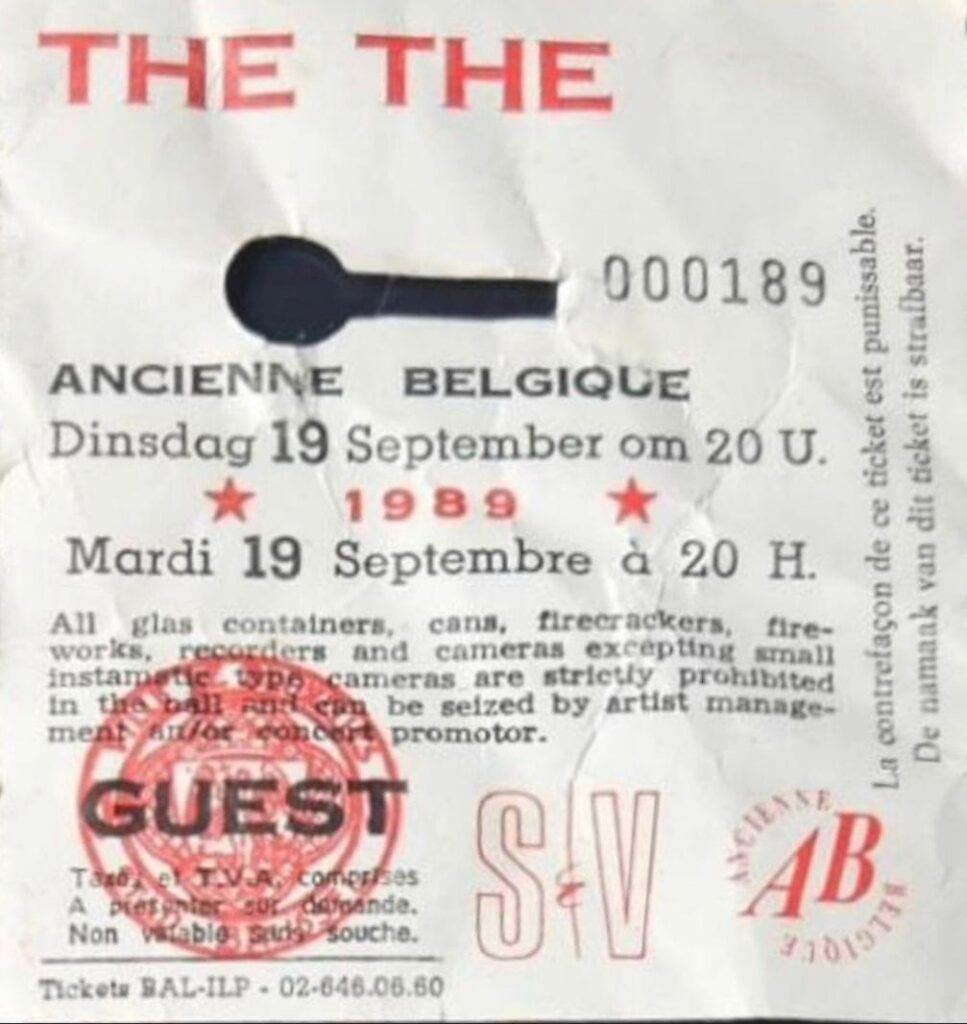 THE THE
000189
ANCIENNE BELGIQUE
Dinsdag 19 September om 20 U.
★ 1989 ★
Mardi 19 Septembre à 20 H.
All glas containers, cans, firecrackers, fire-
works, recorders and cameras excepting small
instamatic type cameras are strictly prohibited
in the hall and can be seized by artist manage-
ment an/or concert promotor.
GUEST
Taxe, et T.V.A. comprises
A présenter sur demande.
Non valable sans souche.
Tickets BAL-ILP - 02-646.06.60
S&V
ANCIENNE
AB
BELGIQUE
La contrefaçon de ce ticket est punissable.
De namaak van dit ticket is strafbaar.